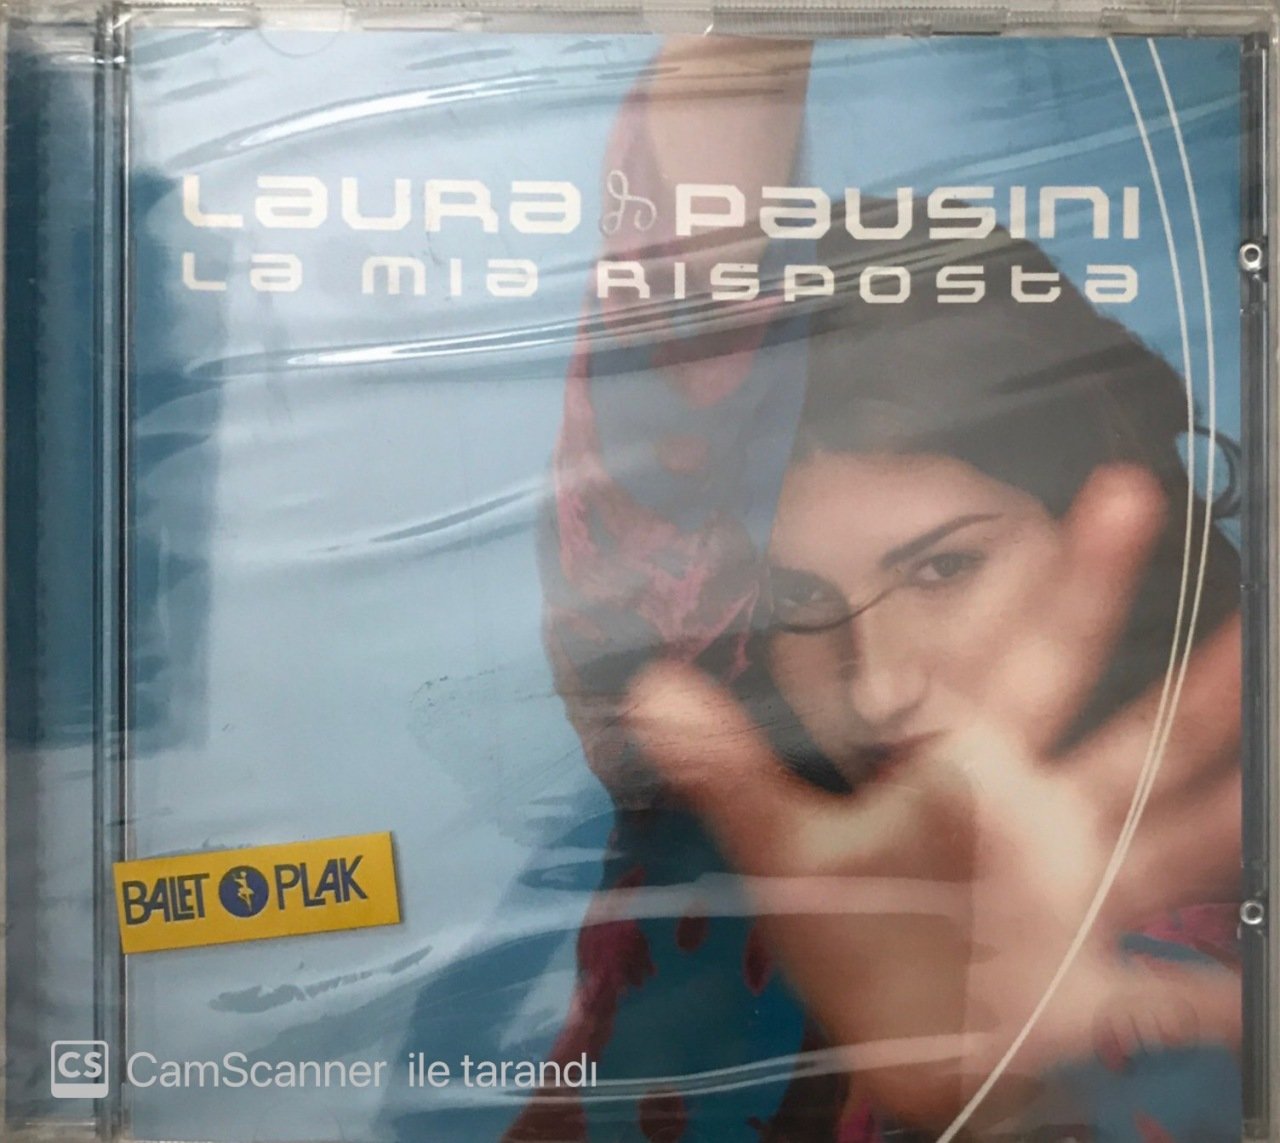 Laura Pausini
La mia Risposta
BALET PLAK
CS CamScanner ile tarandı